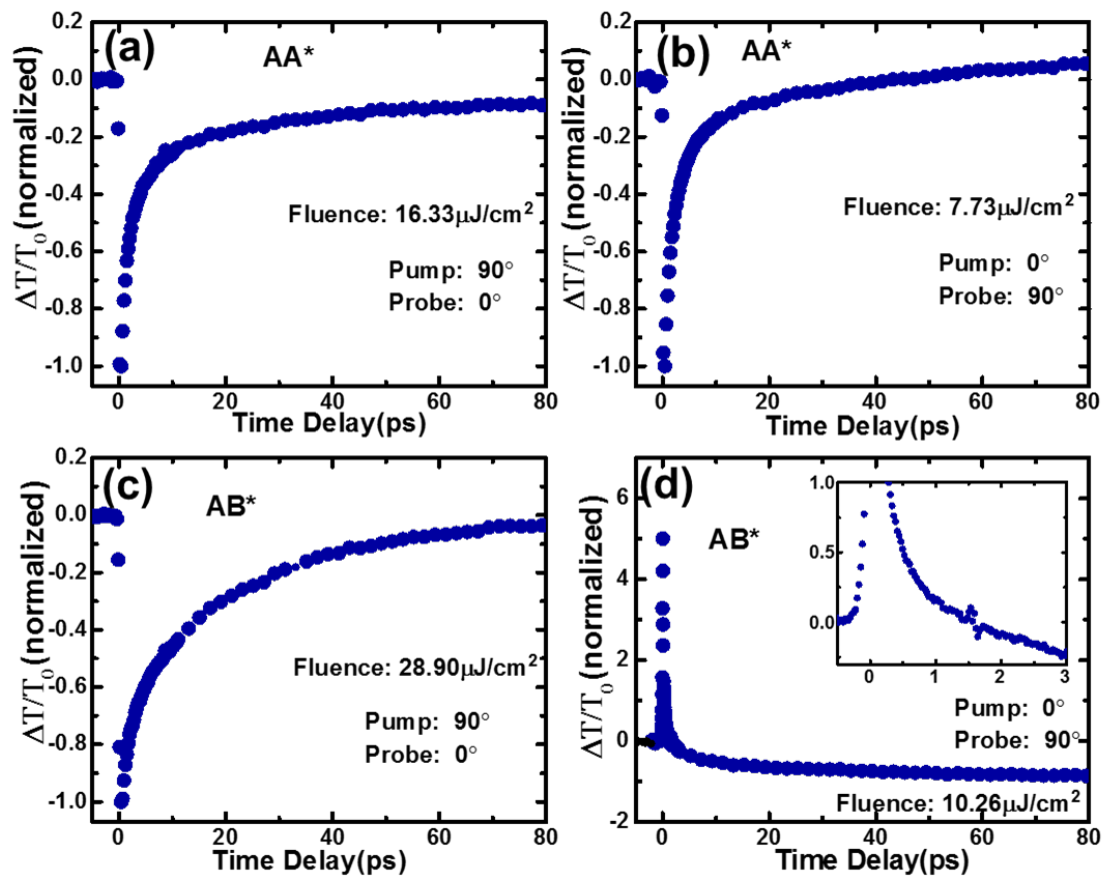 (a)
AA*
Fluence: 16.33μJ/cm²
Pump: 90°
Probe: 0°
ΔT/T₀(normalized)
0.2
0.0
-0.2
-0.4
-0.6
-0.8
-1.0
0 20 40 60 80
Time Delay(ps)
(b)
AA*
Fluence: 7.73μJ/cm²
Pump: 0°
Probe: 90°
ΔT/T₀(normalized)
0.2
0.0
-0.2
-0.4
-0.6
-0.8
-1.0
0 20 40 60 80
Time Delay(ps)
(c)
AB*
Fluence: 28.90μJ/cm²
Pump: 90°
Probe: 0°
ΔT/T₀(normalized)
0.2
0.0
-0.2
-0.4
-0.6
-0.8
-1.0
0 20 40 60 80
Time Delay(ps)
(d)
AB*
1.0
0.5
0.0
0 1 2 3
Pump: 0°
Probe: 90°
Fluence: 10.26μJ/cm²
ΔT/T₀(normalized)
6
4
2
0
-2
0 20 40 60 80
Time Delay(ps)